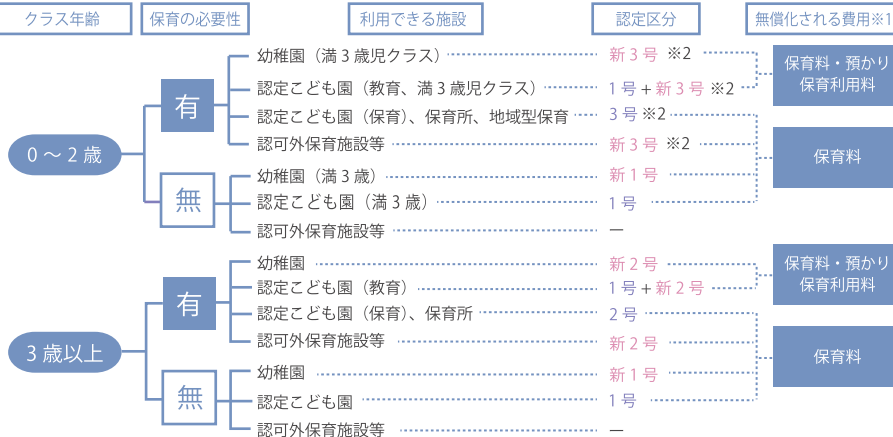 クラス年齢 保育の必要性 利用できる施設 認定区分 無償化される費用※1
0～2歳
有
幼稚園（満3歳児クラス） 新3号 ※2
認定こども園（教育、満3歳児クラス） 1号＋新3号 ※2
保育料・預かり
保育利用料
認定こども園（保育）、保育所、地域型保育 3号 ※2
認可外保育施設等 新3号 ※2
保育料
無
幼稚園（満3歳） 新1号
認定こども園（満3歳） 1号
認可外保育施設等 ー
3歳以上
有
幼稚園 新2号
認定こども園（教育） 1号＋新2号
保育料・預かり
保育利用料
認定こども園（保育）、保育所 2号
認可外保育施設等 新2号
保育料
無
幼稚園 新1号
認定こども園 1号
認可外保育施設等 ー